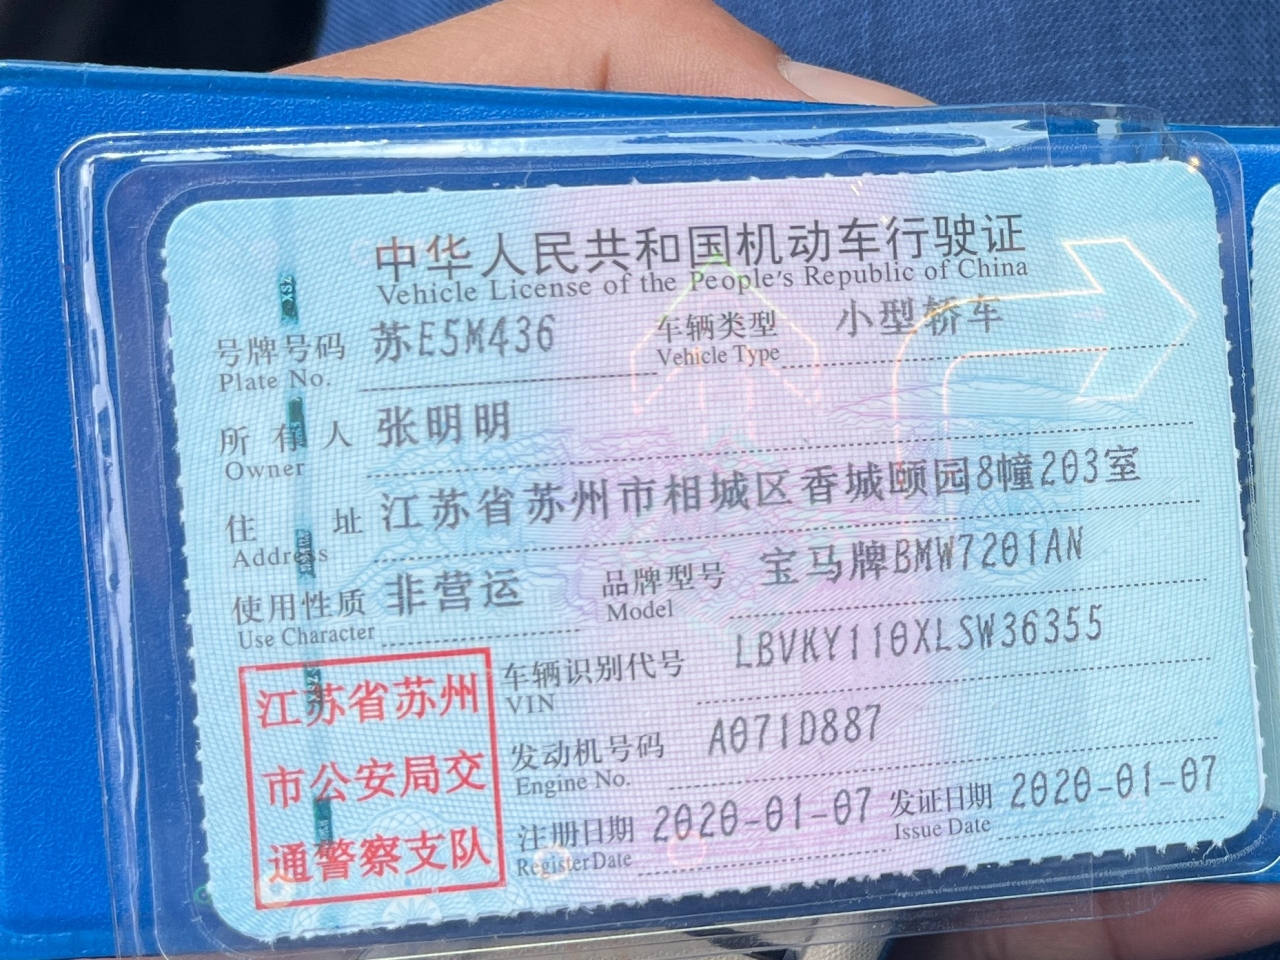 中华人民共和国机动车行驶证
Vehicle License of the People's Republic of China
号牌号码 苏E5M436 车辆类型 小型轿车
Plate No. Vehicle Type
所有人 张明明
Owner
住址 江苏省苏州市相城区香城颐园8幢203室
Address
使用性质 非营运 品牌型号 宝马牌BMW7201AN
Use Character Model
车辆识别代号 LBVKY110XLSW36355
VIN
发动机号码 A071D887
Engine No.
注册日期 2020-01-07 发证日期 2020-01-07
Register Date Issue Date
江苏省苏州
市公安局交
通警察支队